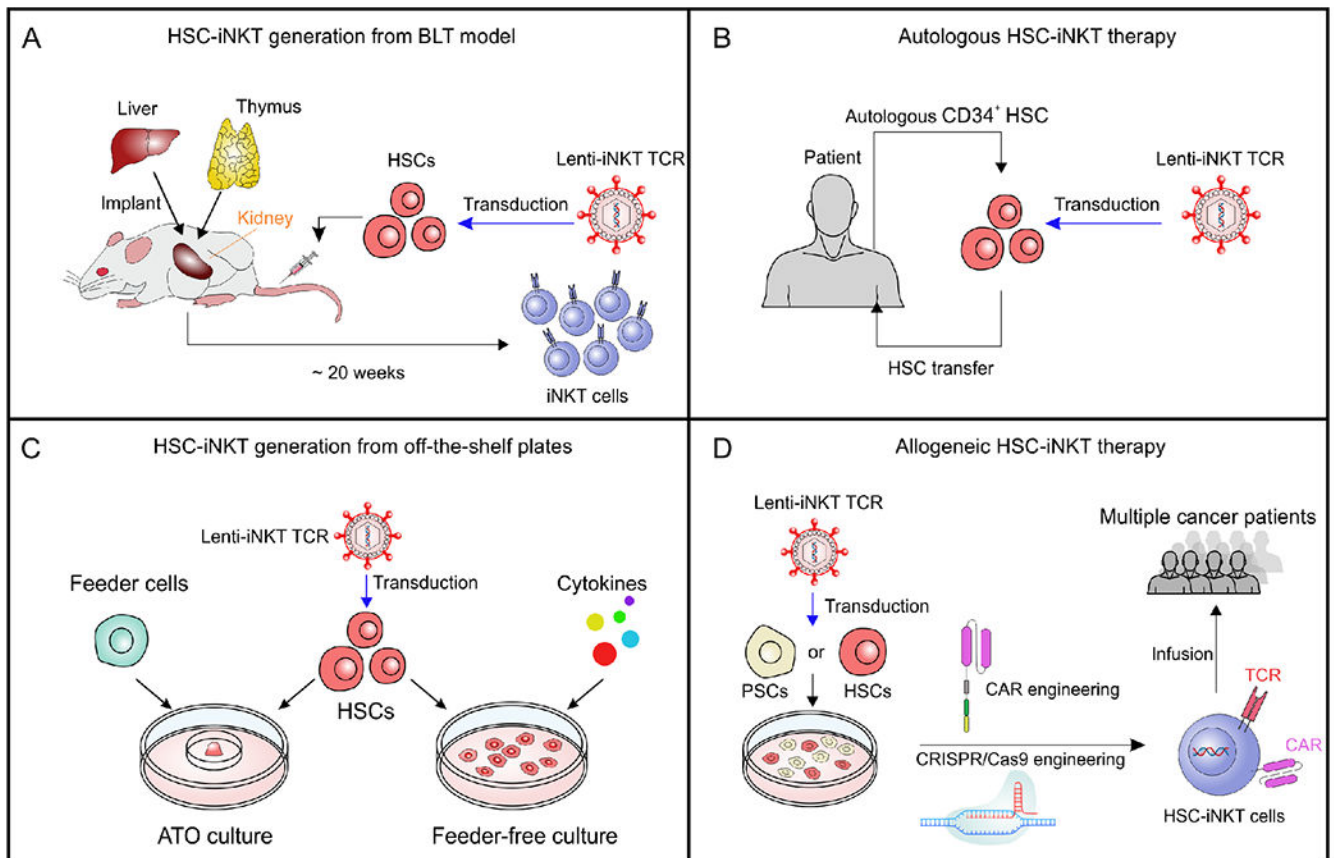 A
HSC-iNKT generation from BLT model
Liver
Thymus
HSCs
Lenti-iNKT TCR
Implant
Kidney
Transduction
~ 20 weeks
iNKT cells
B
Autologous HSC-iNKT therapy
Autologous CD34⁺ HSC
Patient
Lenti-iNKT TCR
Transduction
HSC transfer
C
HSC-iNKT generation from off-the-shelf plates
Lenti-iNKT TCR
Feeder cells
Transduction
Cytokines
HSCs
ATO culture
Feeder-free culture
D
Allogeneic HSC-iNKT therapy
Lenti-iNKT TCR
Multiple cancer patients
Transduction
or
PSCs
HSCs
CAR engineering
Infusion
TCR
CRISPR/Cas9 engineering
CAR
HSC-iNKT cells